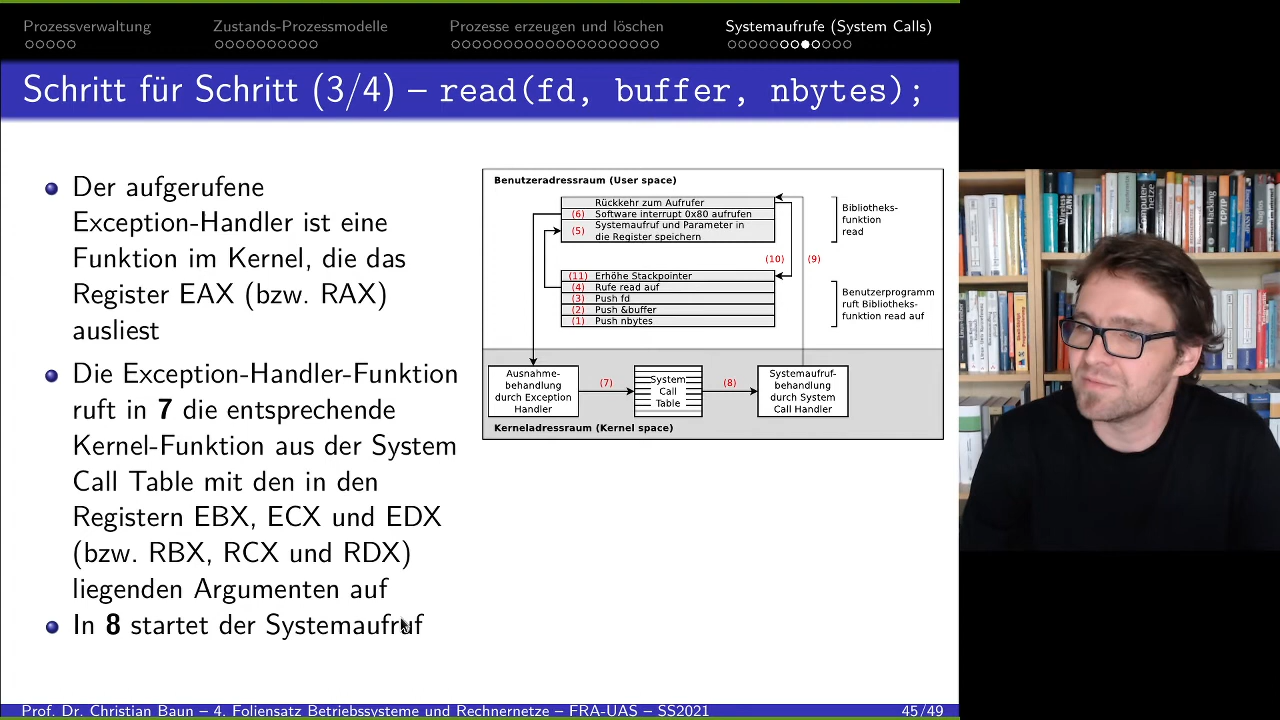 Prozessverwaltung Zustands-Prozessmodelle Prozesse erzeugen und löschen Systemaufrufe (System Calls)
Schritt für Schritt (3/4) – read(fd, buffer, nbytes);
Der aufgerufene
Exception-Handler ist eine
Funktion im Kernel, die das
Register EAX (bzw. RAX)
ausliest
Die Exception-Handler-Funktion
ruft in 7 die entsprechende
Kernel-Funktion aus der System
Call Table mit den in den
Registern EBX, ECX und EDX
(bzw. RBX, RCX und RDX)
liegenden Argumenten auf
In 8 startet der Systemaufruf
Benutzeradressraum (User space)
Rückkehr zum Aufrufer
(6) Software interrupt 0x80 aufrufen
(5) Systemaufruf und Parameter in
die Register speichern
Bibliotheks-
funktion
read
(10) (9)
(11) Erhöhe Stackpointer
(4) Rufe read auf
(3) Push fd
(2) Push &buffer
(1) Push nbytes
Benutzerprogramm
ruft Bibliotheks-
funktion read auf
Ausnahme-
behandlung
durch Exception
Handler
(7)
System
Call
Table
(8)
Systemaufruf-
behandlung
durch System
Call Handler
Kerneladressraum (Kernel space)
Prof. Dr. Christian Baun – 4. Foliensatz Betriebssysteme und Rechnernetze – FRA-UAS – SS2021 45/49